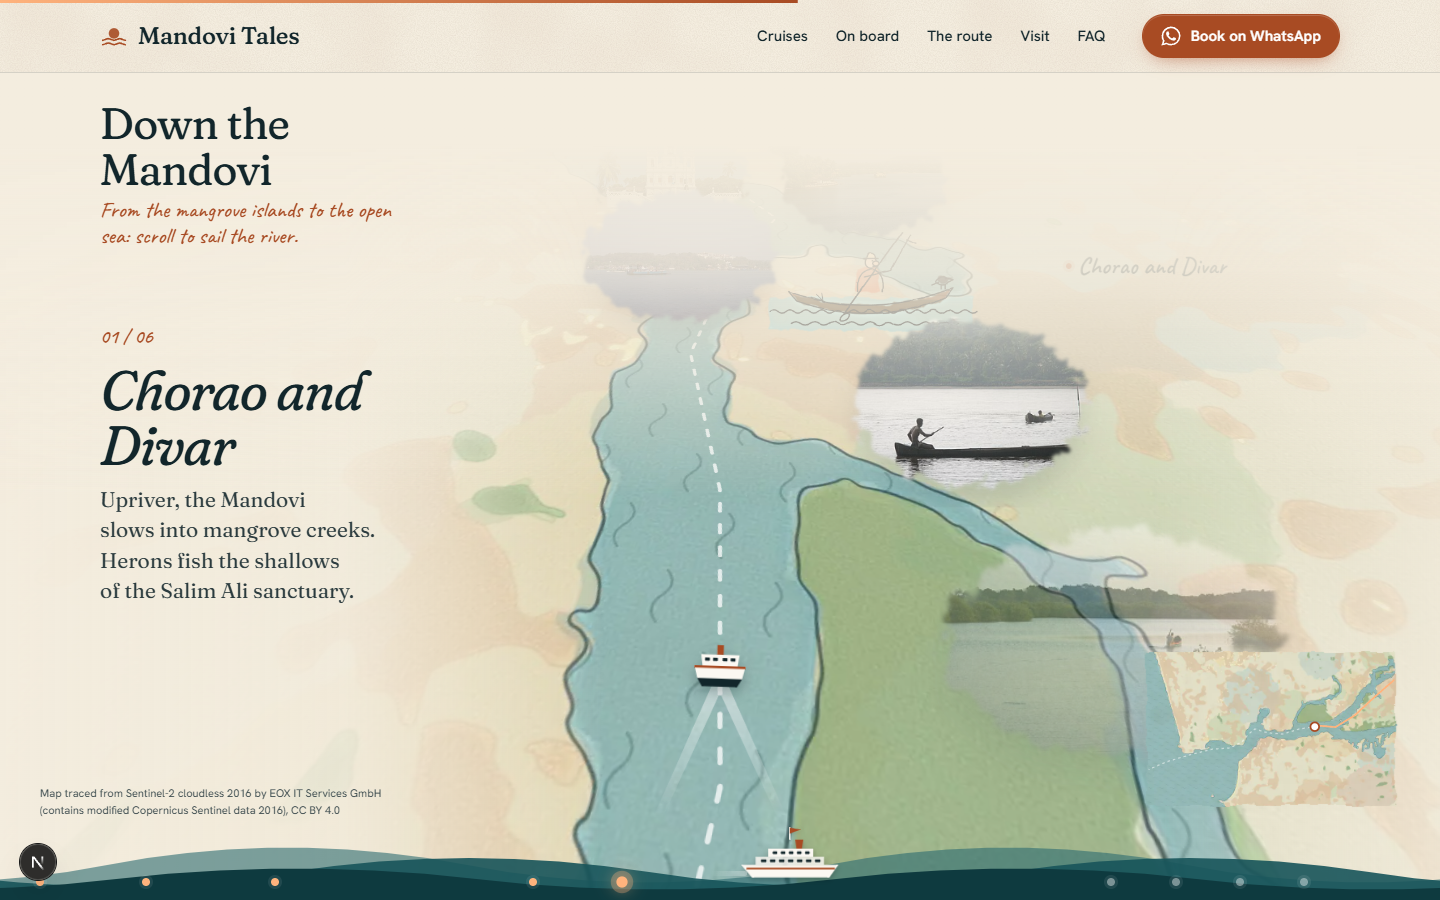 Mandovi Tales
Cruises
On board
The route
Visit
FAQ
Book on WhatsApp
Down the
Mandovi
From the mangrove islands to the open
sea: scroll to sail the river.
Chorao and Divar
01 / 06
Chorao and
Divar
Upriver, the Mandovi
slows into mangrove creeks.
Herons fish the shallows
of the Salim Ali sanctuary.
Map traced from Sentinel-2 cloudless 2016 by EOX IT Services GmbH
(contains modified Copernicus Sentinel data 2016), CC BY 4.0
N